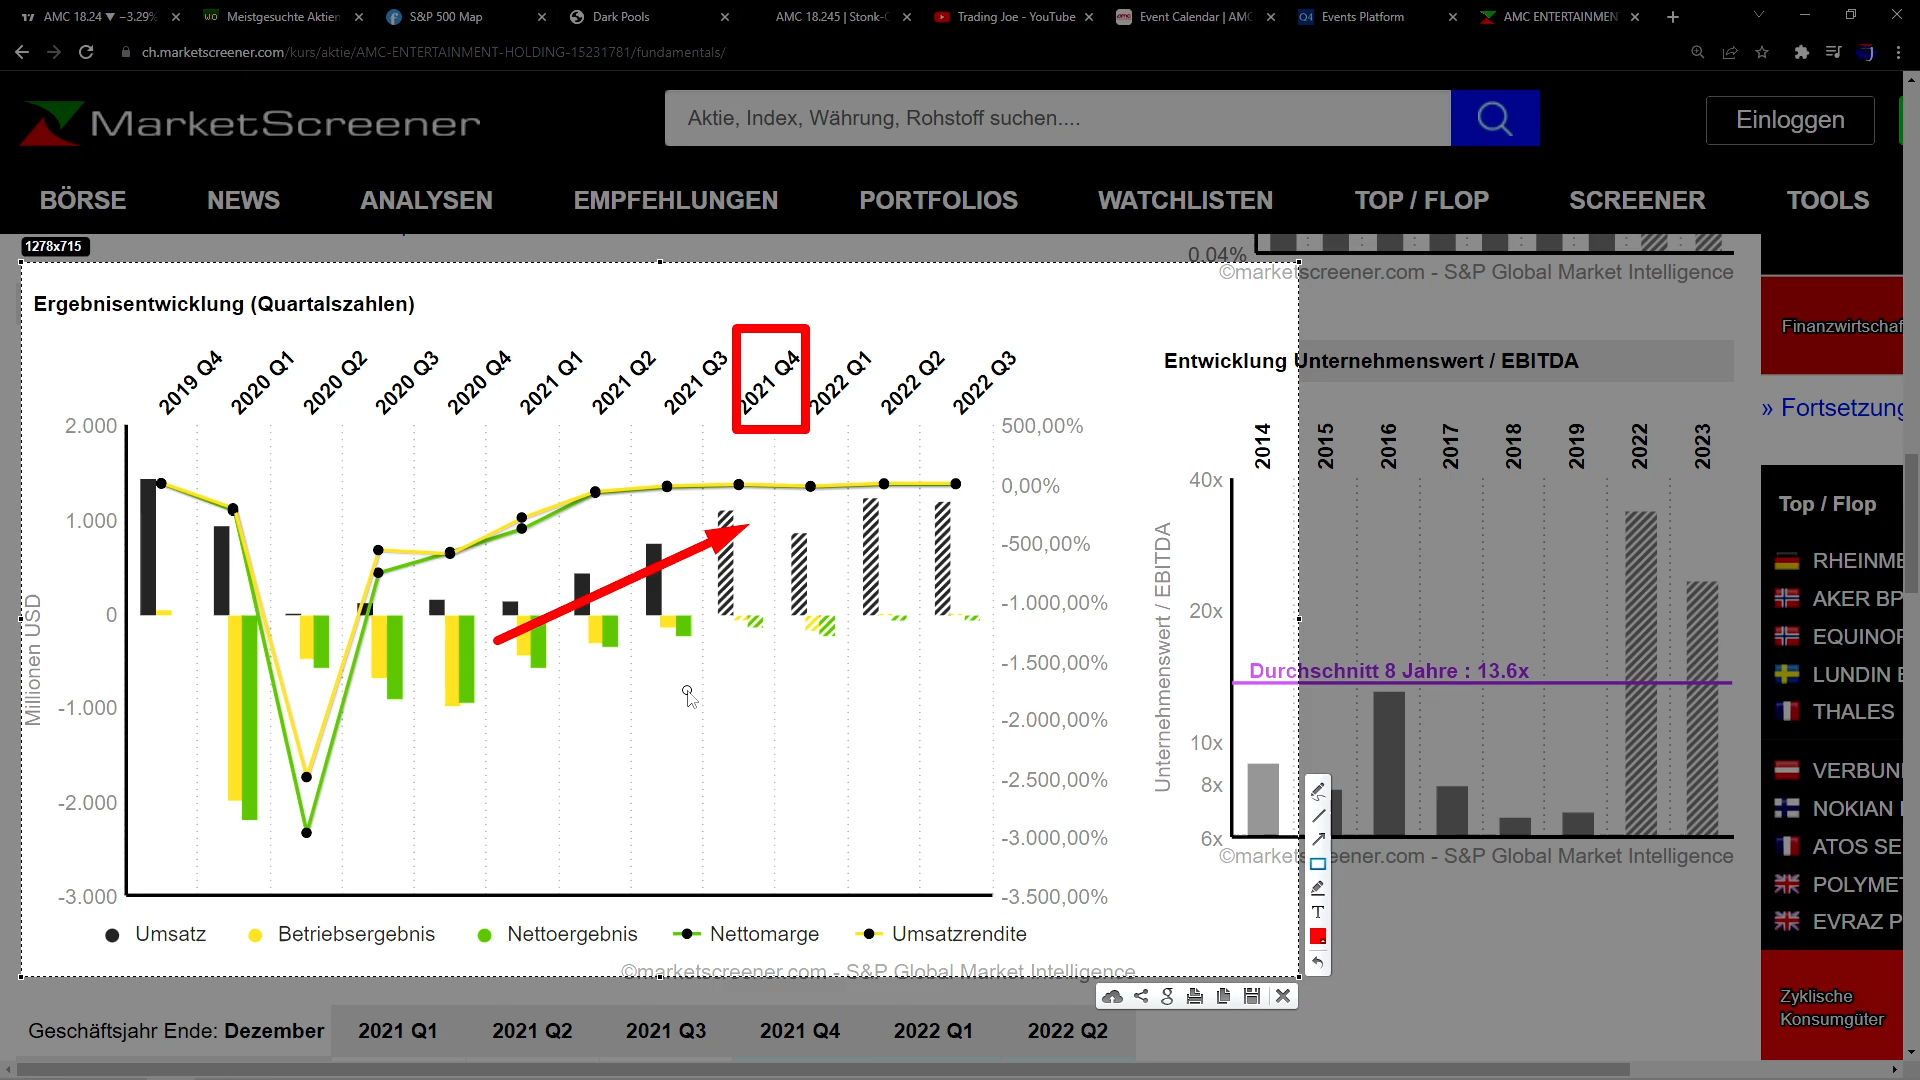 AMC 18.24 ▼ −3.29%
Meistgesuchte Aktien
S&P 500 Map
Dark Pools
AMC 18.245 | Stonk-
Trading Joe - YouTube
Event Calendar | AMC
Events Platform
AMC ENTERTAINMEN
ch.marketscreener.com/kurs/aktie/AMC-ENTERTAINMENT-HOLDING-15231781/fundamentals/
MarketScreener
Aktie, Index, Währung, Rohstoff suchen....
Einloggen
BÖRSE NEWS ANALYSEN EMPFEHLUNGEN PORTFOLIOS WATCHLISTEN TOP / FLOP SCREENER TOOLS
1278x715
0.04%
©marketscreener.com - S&P Global Market Intelligence
Ergebnisentwicklung (Quartalszahlen)
2019 Q4 2020 Q1 2020 Q2 2020 Q3 2020 Q4 2021 Q1 2021 Q2 2021 Q3 2021 Q4 2022 Q1 2022 Q2 2022 Q3
2.000
1.000
0
-1.000
-2.000
-3.000
Millionen USD
500,00%
0,00%
-500,00%
-1.000,00%
-1.500,00%
-2.000,00%
-2.500,00%
-3.000,00%
-3.500,00%
Umsatz Betriebsergebnis Nettoergebnis Nettomarge Umsatzrendite
©marketscreener.com - S&P Global Market Intelligence
Entwicklung Unternehmenswert / EBITDA
2014 2015 2016 2017 2018 2019 2022 2023
40x
20x
10x
8x
6x
Unternehmenswert / EBITDA
Durchschnitt 8 Jahre : 13.6x
©marketscreener.com - S&P Global Market Intelligence
Geschäftsjahr Ende: Dezember 2021 Q1 2021 Q2 2021 Q3 2021 Q4 2022 Q1 2022 Q2
Finanzwirtschaf
» Fortsetzung
Top / Flop
RHEINME
AKER BP
EQUINOR
LUNDIN E
THALES
VERBUN
NOKIAN
ATOS SE
POLYMET
EVRAZ P
Zyklische
Konsumgüter